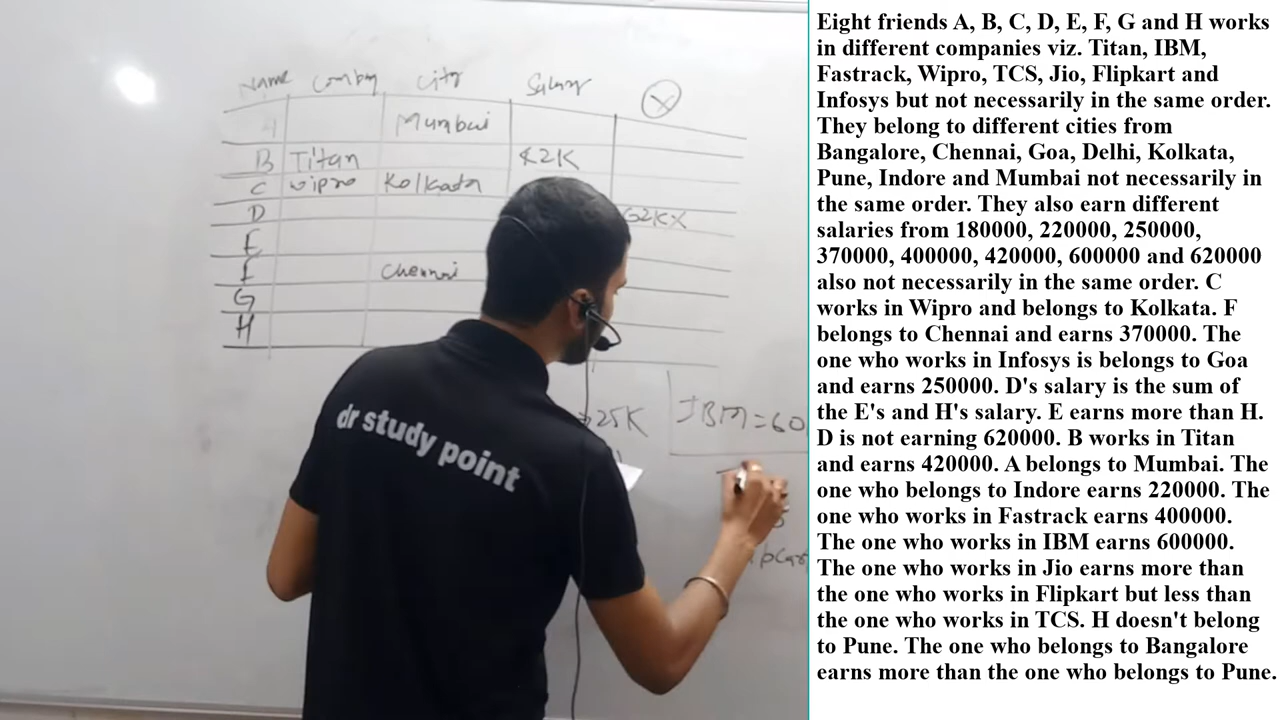 Name Compay City Salary X
Mumbai
B Titan 42K
C Wipro Kolkata
D 62K X
E
F Chennai
G
H
25K IBM = 60
dr study point
Eight friends A, B, C, D, E, F, G and H works
in different companies viz. Titan, IBM,
Fastrack, Wipro, TCS, Jio, Flipkart and
Infosys but not necessarily in the same order.
They belong to different cities from
Bangalore, Chennai, Goa, Delhi, Kolkata,
Pune, Indore and Mumbai not necessarily in
the same order. They also earn different
salaries from 180000, 220000, 250000,
370000, 400000, 420000, 600000 and 620000
also not necessarily in the same order. C
works in Wipro and belongs to Kolkata. F
belongs to Chennai and earns 370000. The
one who works in Infosys is belongs to Goa
and earns 250000. D's salary is the sum of
the E's and H's salary. E earns more than H.
D is not earning 620000. B works in Titan
and earns 420000. A belongs to Mumbai. The
one who belongs to Indore earns 220000. The
one who works in Fastrack earns 400000.
The one who works in IBM earns 600000.
The one who works in Jio earns more than
the one who works in Flipkart but less than
the one who works in TCS. H doesn't belong
to Pune. The one who belongs to Bangalore
earns more than the one who belongs to Pune.